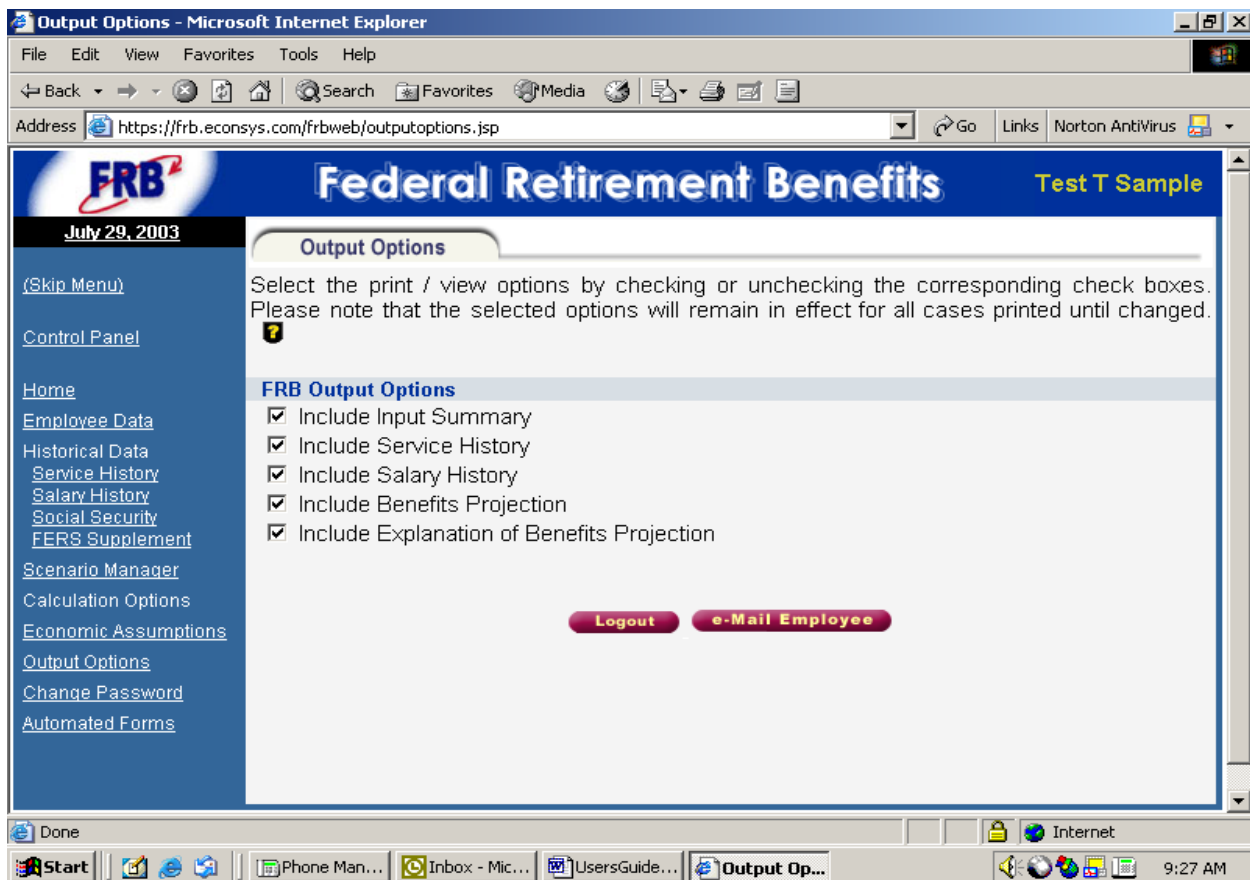 Output Options - Microsoft Internet Explorer
File Edit View Favorites Tools Help
Back Search Favorites Media
Address https://frb.econsys.com/frbweb/outputoptions.jsp Go Links Norton AntiVirus
FRB Federal Retirement Benefits Test T Sample
July 29, 2003
Output Options
(Skip Menu)
Control Panel
Home
Employee Data
Historical Data
Service History
Salary History
Social Security
FERS Supplement
Scenario Manager
Calculation Options
Economic Assumptions
Output Options
Change Password
Automated Forms
Select the print / view options by checking or unchecking the corresponding check boxes.
Please note that the selected options will remain in effect for all cases printed until changed.
?
FRB Output Options
Include Input Summary
Include Service History
Include Salary History
Include Benefits Projection
Include Explanation of Benefits Projection
Logout e-Mail Employee
Done Internet
Start Phone Man... Inbox - Mic... UsersGuide... Output Op... 9:27 AM